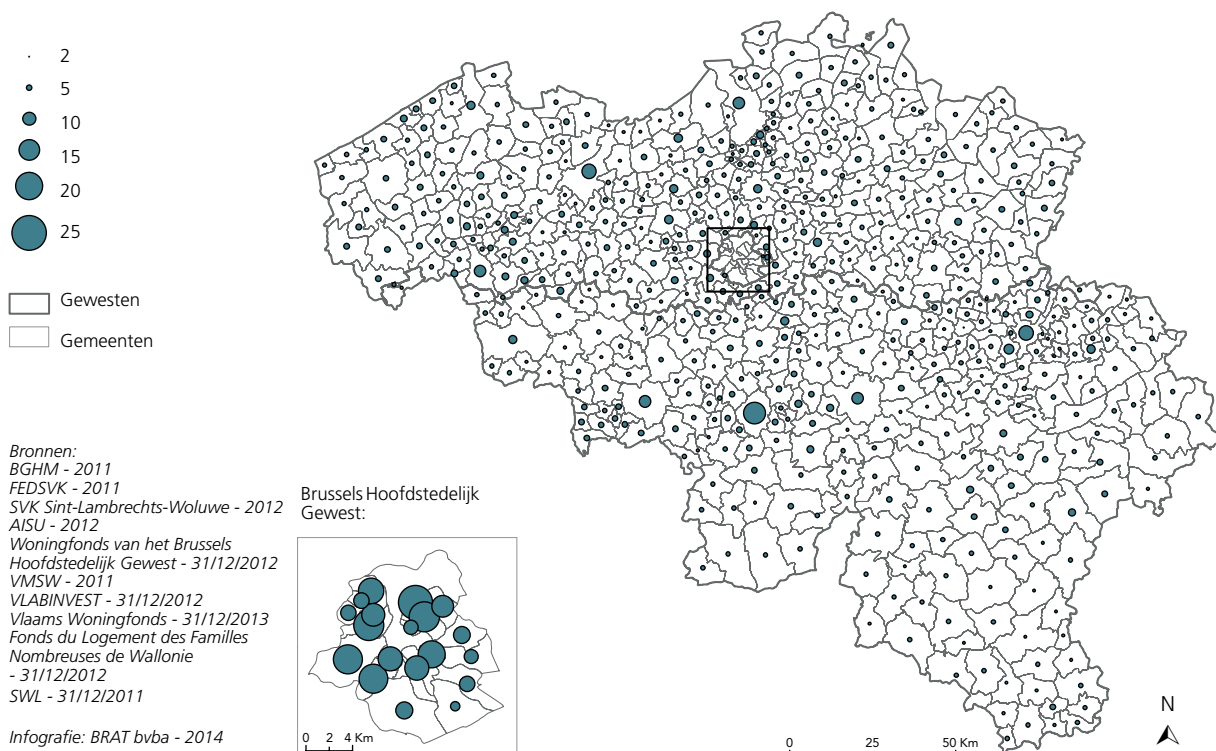 2
5
10
15
20
25
Gewesten
Gemeenten
Bronnen:
BGHM - 2011
FEDSVK - 2011
SVK Sint-Lambrechts-Woluwe - 2012
AISU - 2012
Woningfonds van het Brussels
Hoofdstedelijk Gewest - 31/12/2012
VMSW - 2011
VLABINVEST - 31/12/2012
Vlaams Woningfonds - 31/12/2013
Fonds du Logement des Familles
Nombreuses de Wallonie
- 31/12/2012
SWL - 31/12/2011
Infografie: BRAT bvba - 2014
Brussels Hoofdstedelijk
Gewest:
0 2 4 Km
0 25 50 Km
N